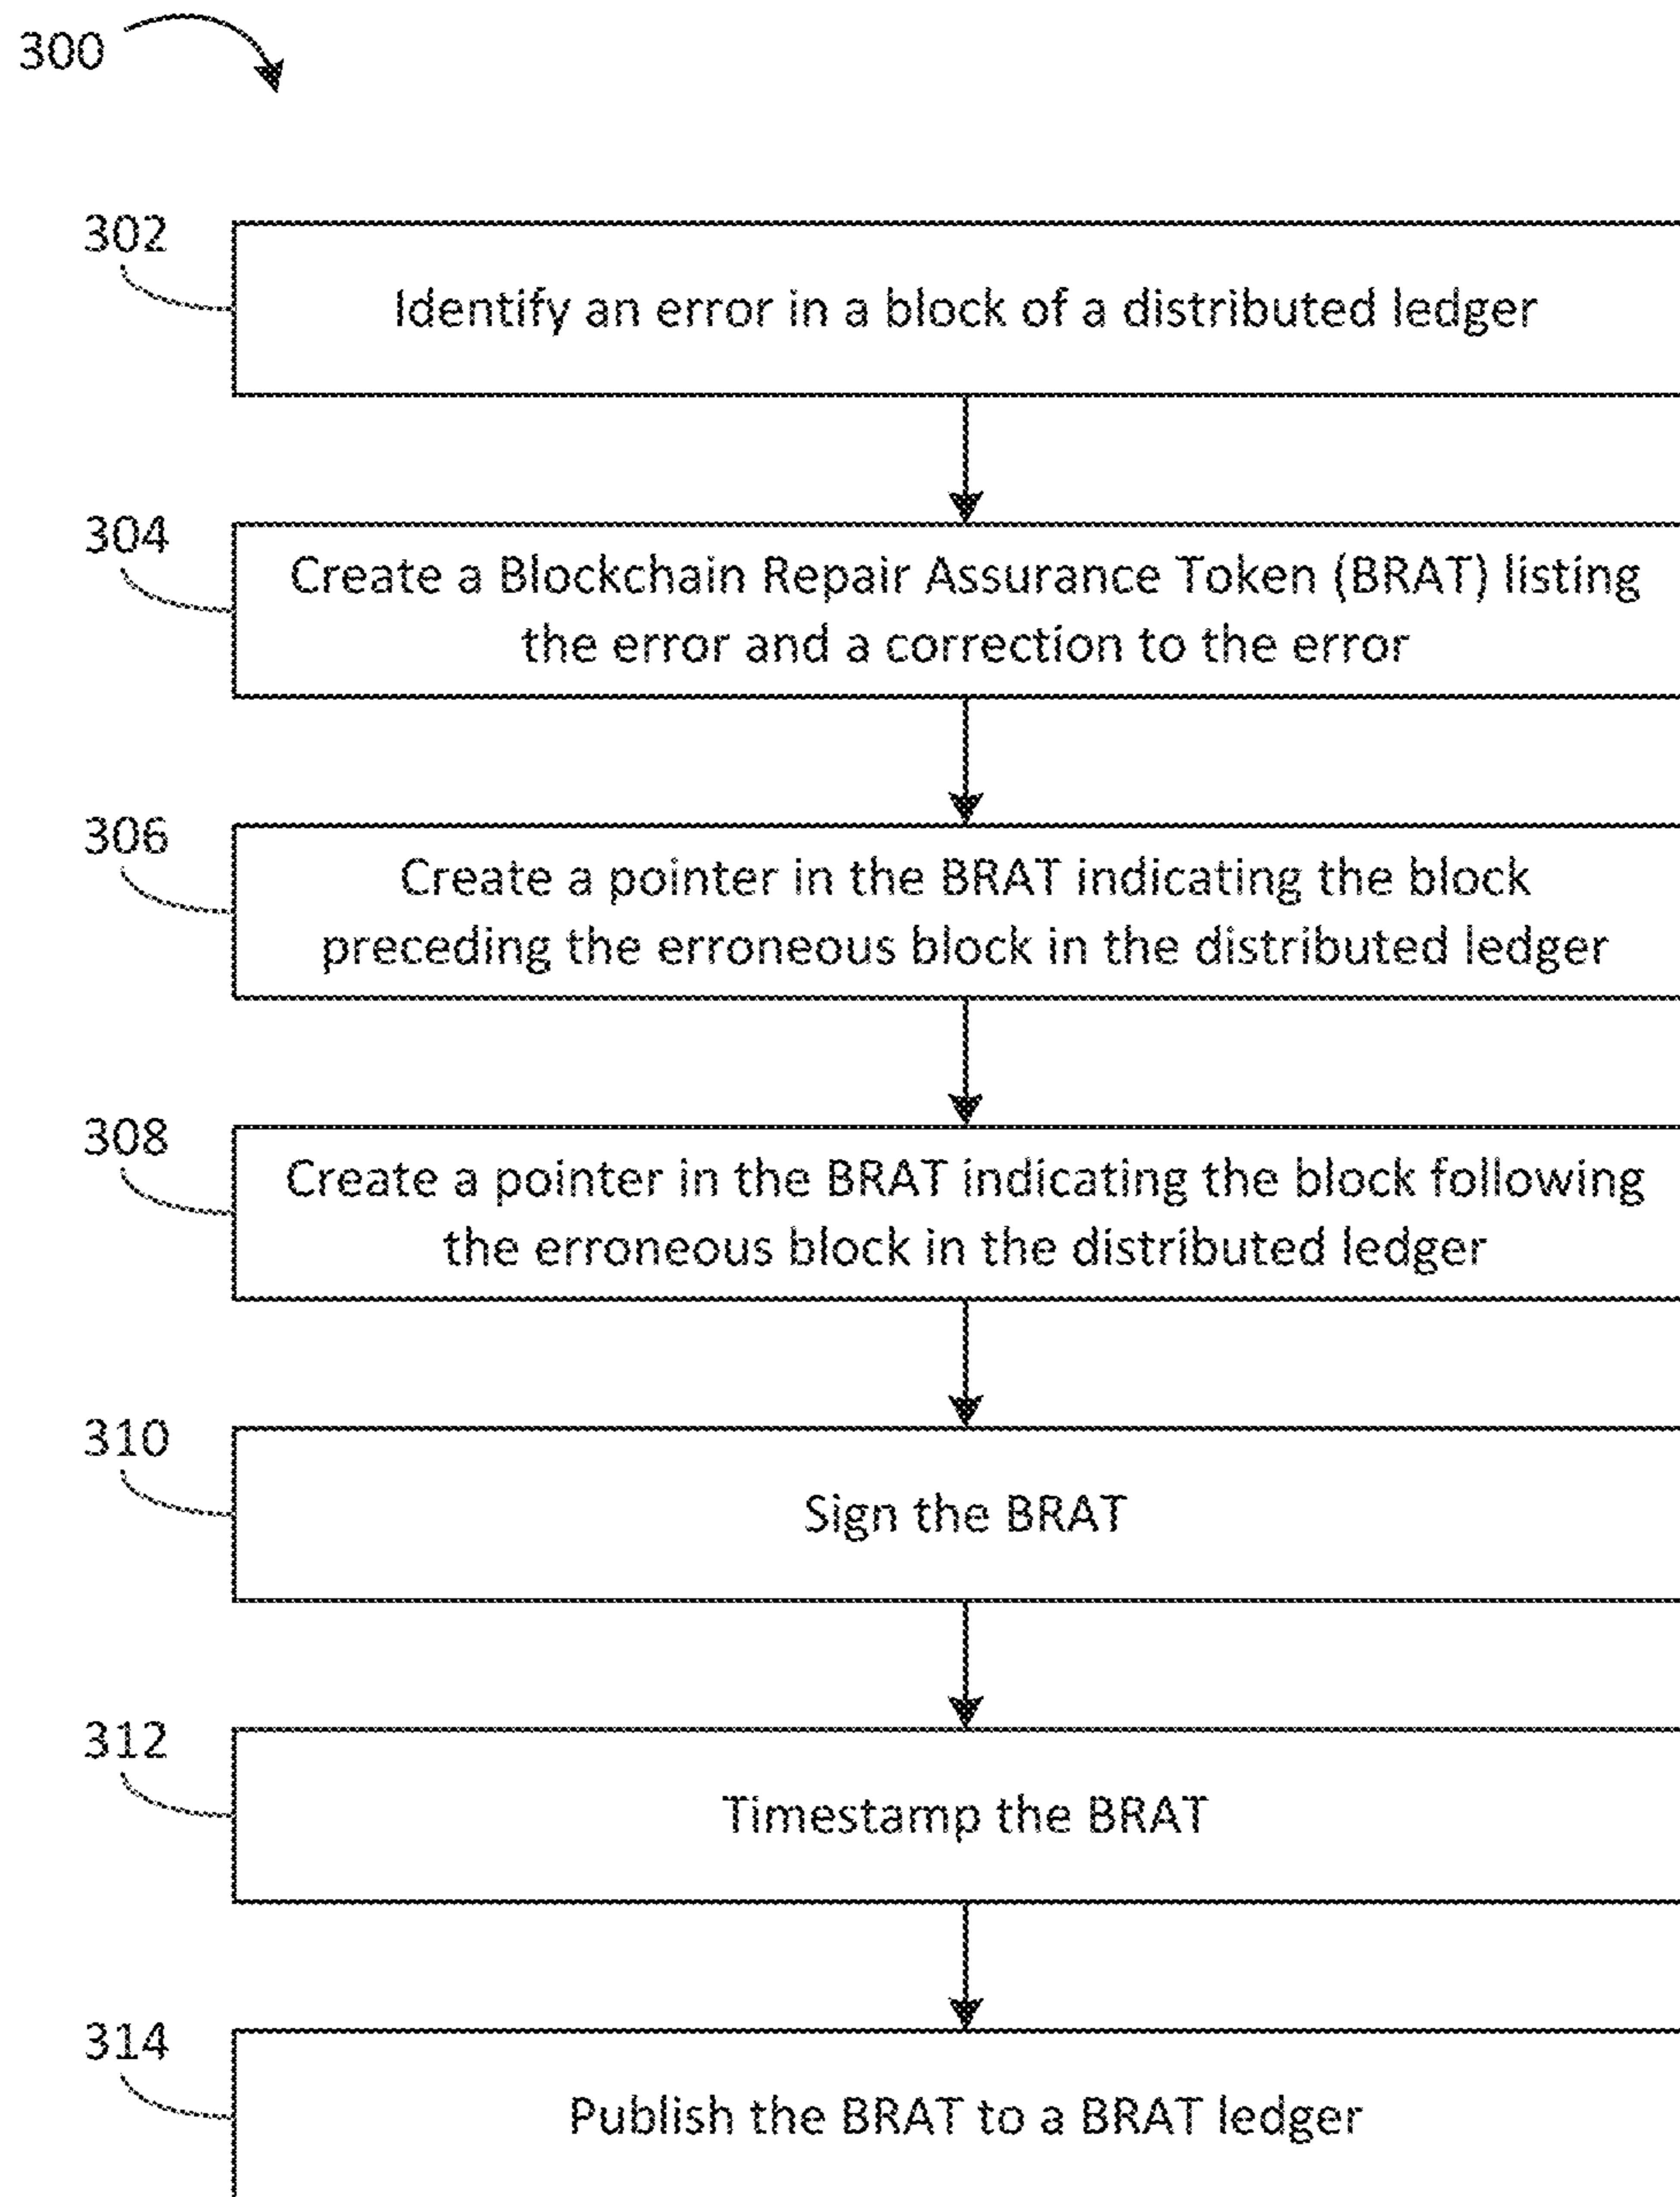 300
302
Identify an error in a block of a distributed ledger
304
Create a Blockchain Repair Assurance Token (BRAT) listing
the error and a correction to the error
306
Create a pointer in the BRAT indicating the block
preceding the erroneous block in the distributed ledger
308
Create a pointer in the BRAT indicating the block following
the erroneous block in the distributed ledger
310
Sign the BRAT
312
Timestamp the BRAT
314
Publish the BRAT to a BRAT ledger